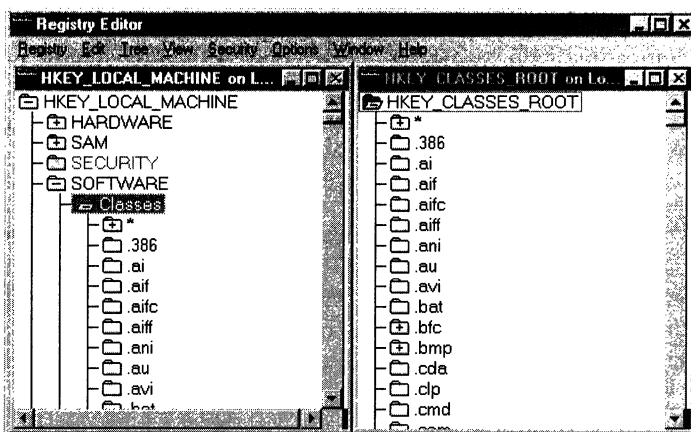 Registry Editor
Registry Edit Tree View Security Options Window Help
HKEY_LOCAL_MACHINE on L...
HKEY_LOCAL_MACHINE
HARDWARE
SAM
SECURITY
SOFTWARE
Classes
*
.386
.ai
.aif
.aifc
.aiff
.ani
.au
.avi
.bat
HKEY_CLASSES_ROOT on Lo...
HKEY_CLASSES_ROOT
*
.386
.ai
.aif
.aifc
.aiff
.ani
.au
.avi
.bat
.bfc
.bmp
.cda
.clp
.cmd
.com